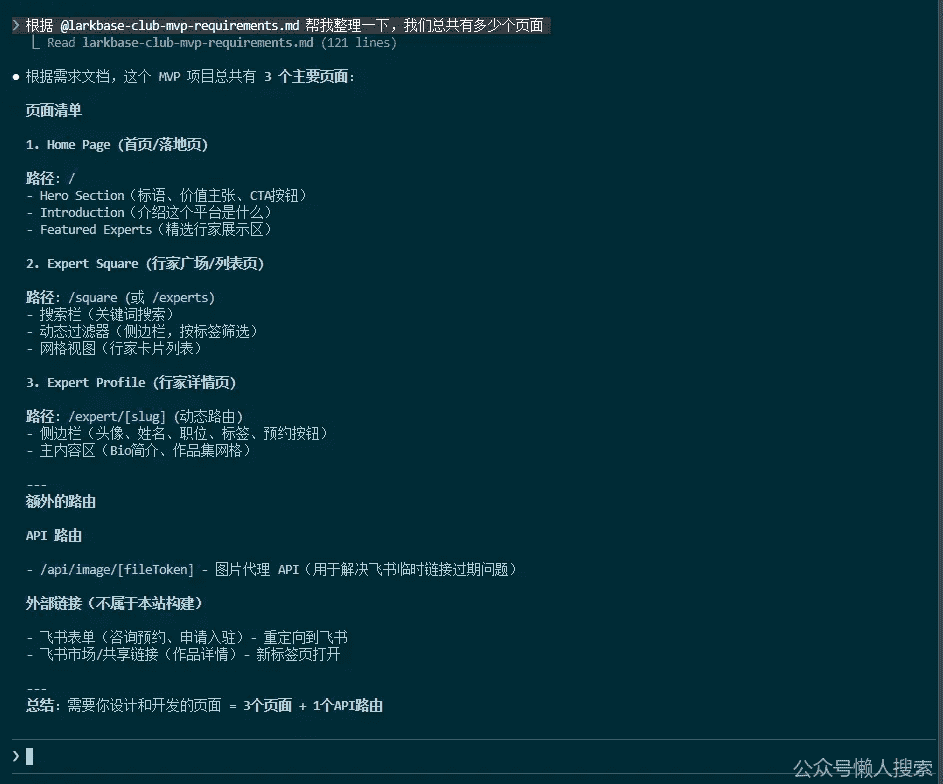 > 根据 @larkbase-club-mvp-requirements.md 帮我整理一下，我们总共有多少个页面
⎿ Read larkbase-club-mvp-requirements.md (121 lines)
● 根据需求文档，这个 MVP 项目总共有 3 个主要页面：
页面清单
1. Home Page (首页/落地页)
路径: /
- Hero Section（标语、价值主张、CTA按钮）
- Introduction（介绍这个平台是什么）
- Featured Experts（精选行家展示区）
2. Expert Square (行家广场/列表页)
路径: /square (或 /experts)
- 搜索栏（关键词搜索）
- 动态过滤器（侧边栏，按标签筛选）
- 网格视图（行家卡片列表）
3. Expert Profile (行家详情页)
路径: /expert/[slug] (动态路由)
- 侧边栏（头像、姓名、职位、标签、预约按钮）
- 主内容区（Bio简介、作品集网格）
---
额外的路由
API 路由
- /api/image/[fileToken] - 图片代理 API（用于解决飞书临时链接过期问题）
外部链接（不属于本站构建）
- 飞书表单（咨询预约、申请入驻）- 重定向到飞书
- 飞书市场/共享链接（作品详情）- 新标签页打开
---
总结: 需要你设计和开发的页面 = 3个页面 + 1个API路由
>
公众号懒人搜索